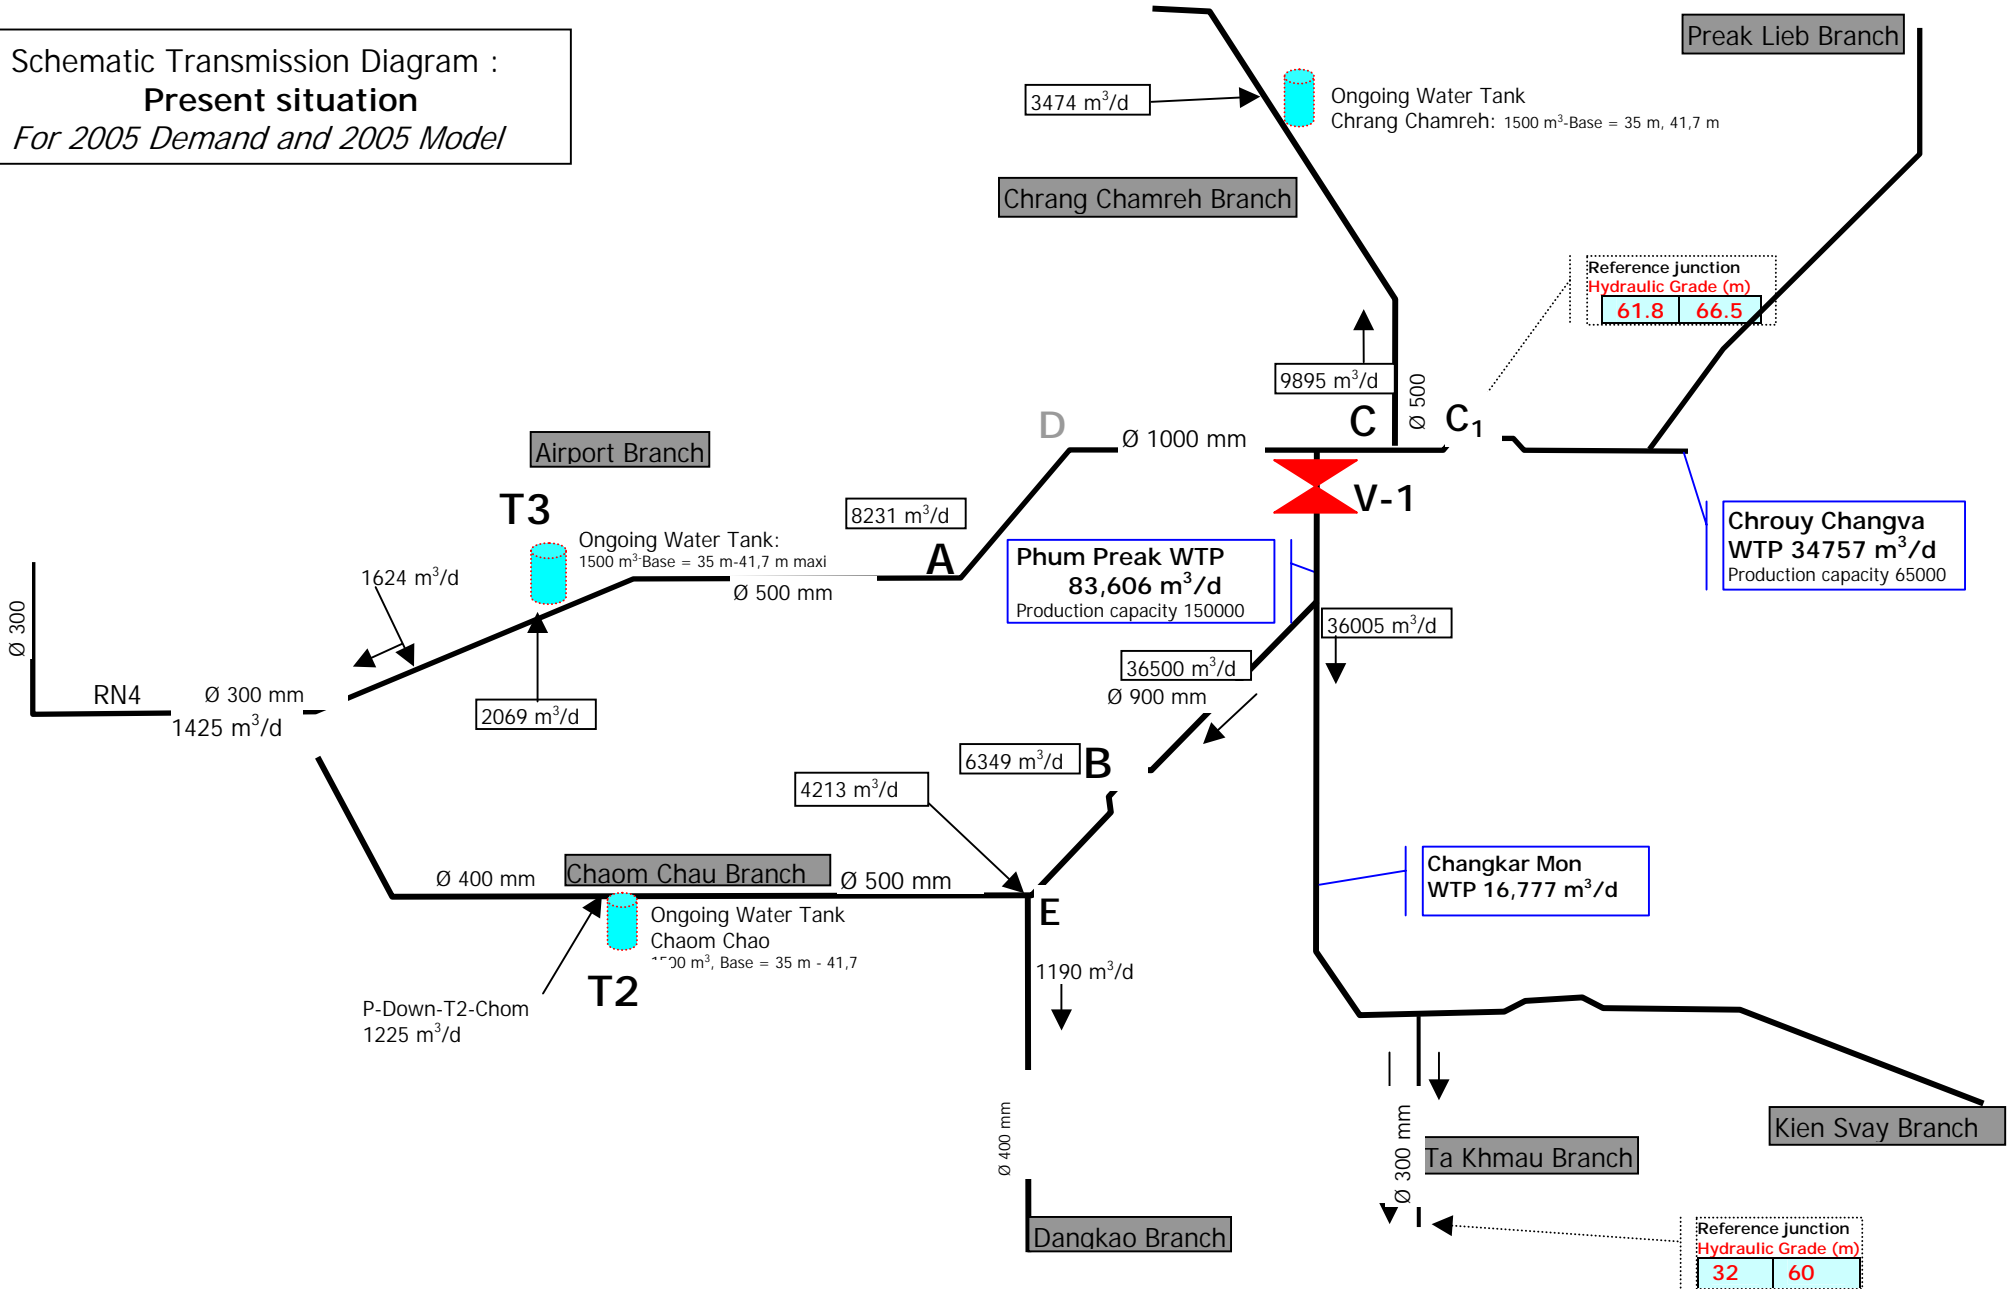 Schematic Transmission Diagram :
Present situation
For 2005 Demand and 2005 Model
Preak Lieb Branch
3474 m³/d
Ongoing Water Tank
Chrang Chamreh: 1500 m³-Base = 35 m, 41,7 m
Chrang Chamreh Branch
Reference junction
Hydraulic Grade (m)
61.8 66.5
9895 m³/d
Ø 500
C
C₁
D
Ø 1000 mm
Airport Branch
T3
8231 m³/d
V-1
Ongoing Water Tank:
1500 m³-Base = 35 m-41,7 m maxi
A
Ø 500 mm
Phum Preak WTP
83,606 m³/d
Production capacity 150000
Chrouy Changva
WTP 34757 m³/d
Production capacity 65000
1624 m³/d
Ø 300
36005 m³/d
36500 m³/d
Ø 900 mm
RN4
Ø 300 mm
1425 m³/d
2069 m³/d
6349 m³/d
B
4213 m³/d
Ø 400 mm
Chaom Chau Branch
Ø 500 mm
Changkar Mon
WTP 16,777 m³/d
Ongoing Water Tank
Chaom Chao
1500 m³, Base = 35 m - 41,7
E
T2
1190 m³/d
P-Down-T2-Chom
1225 m³/d
Ø 400 mm
Ø 300 mm
Kien Svay Branch
Ta Khmau Branch
Dangkao Branch
Reference junction
Hydraulic Grade (m)
32 60